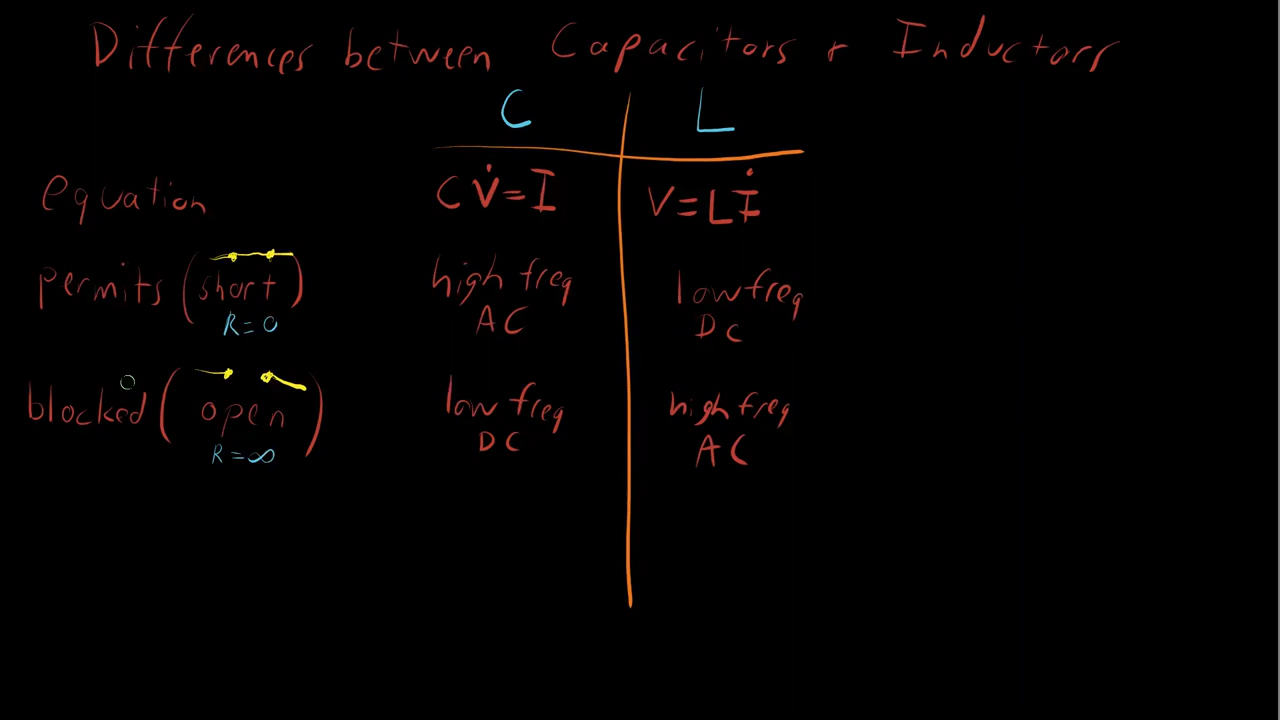 Differences between Capacitors + Inductors
C L
equation CV̇=I V=Lİ
permits (short) high freq low freq
R=0 AC DC
blocked (open) low freq high freq
R=∞ DC AC